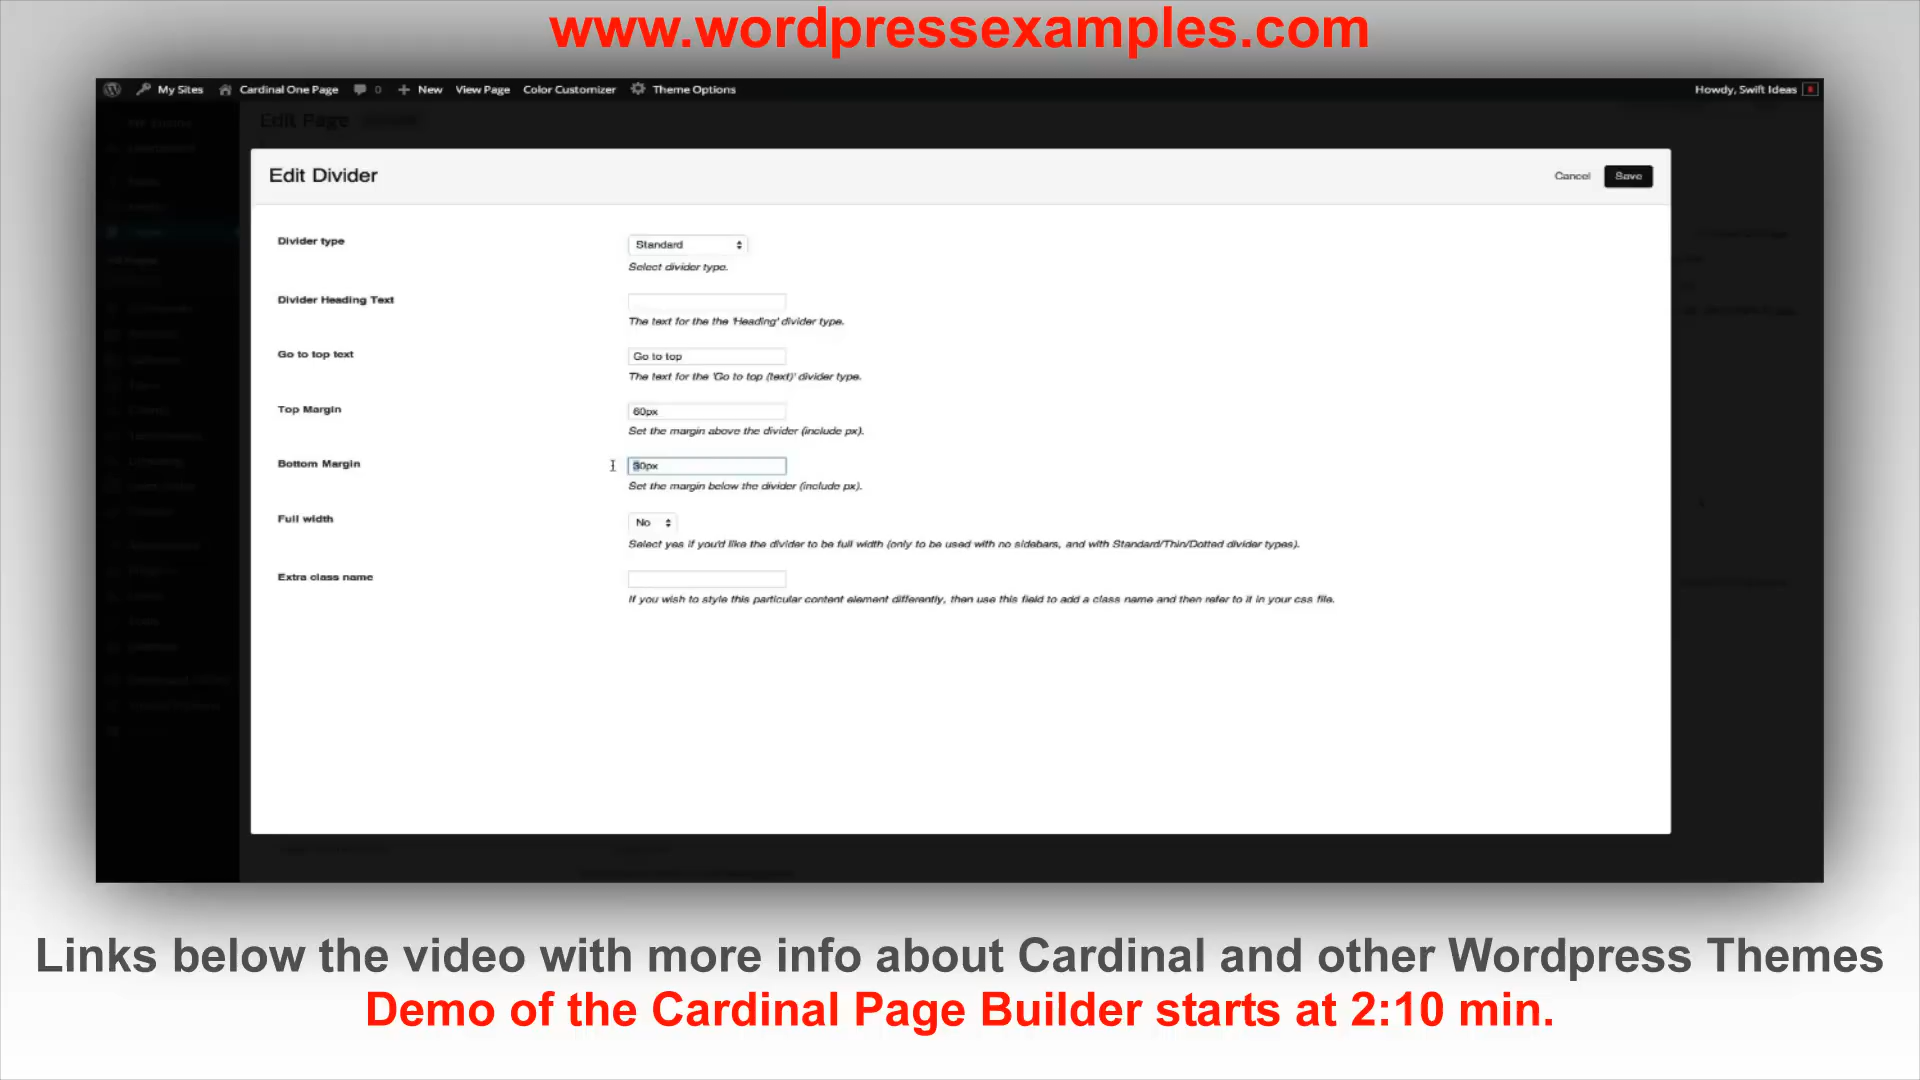 www.wordpressexamples.com
My Sites Cardinal One Page 0 New View Page Color Customizer Theme Options Howdy, Swift Ideas
Edit Page
Edit Divider Cancel Save
Divider type Standard
Select divider type.
Divider Heading Text
The text for the the 'Heading' divider type.
Go to top text Go to top
The text for the 'Go to top (text)' divider type.
Top Margin 60px
Set the margin above the divider (include px).
Bottom Margin 30px
Set the margin below the divider (include px).
Full width No
Select yes if you'd like the divider to be full width (only to be used with no sidebars, and with Standard/Thin/Dotted divider types).
Extra class name
If you wish to style this particular content element differently, then use this field to add a class name and then refer to it in your css file.
Links below the video with more info about Cardinal and other Wordpress Themes
Demo of the Cardinal Page Builder starts at 2:10 min.